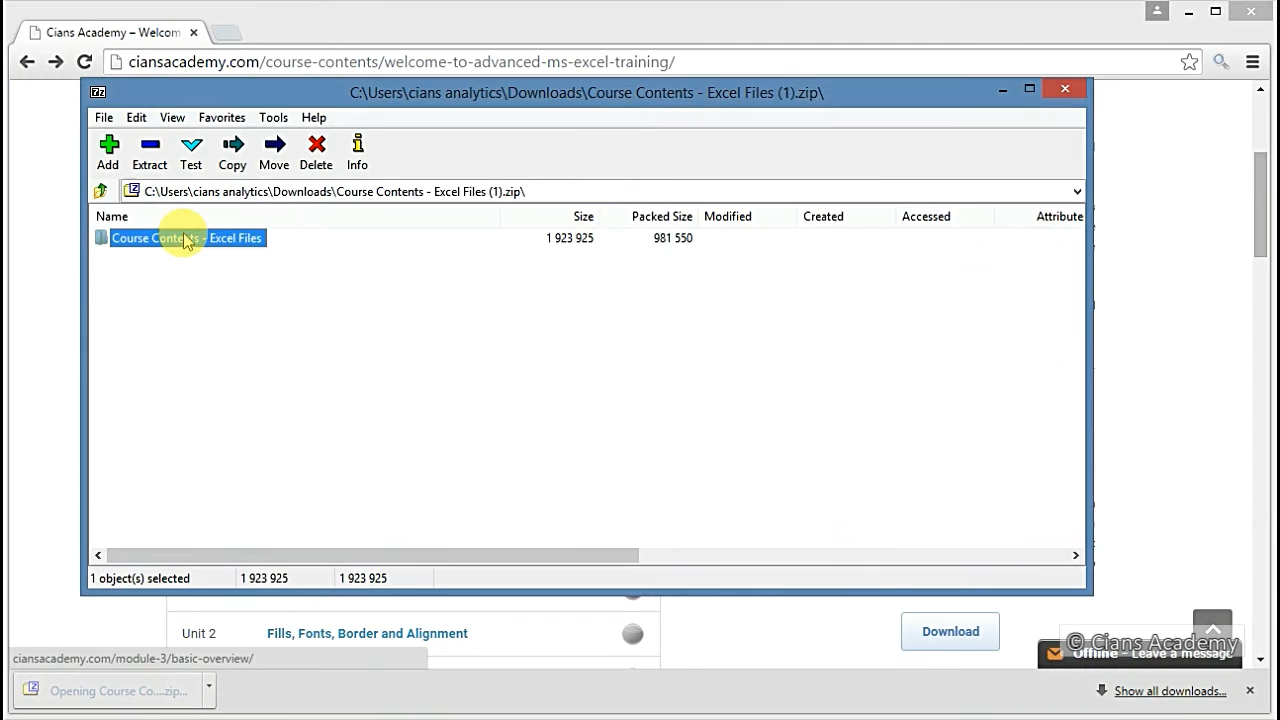 Cians Academy – Welcom
ciansacademy.com/course-contents/welcome-to-advanced-ms-excel-training/
C:\Users\cians analytics\Downloads\Course Contents - Excel Files (1).zip\
File Edit View Favorites Tools Help
Add Extract Test Copy Move Delete Info
C:\Users\cians analytics\Downloads\Course Contents - Excel Files (1).zip\
Name Size Packed Size Modified Created Accessed Attribute
Course Contents - Excel Files 1 923 925 981 550
1 object(s) selected 1 923 925 1 923 925
Unit 2 Fills, Fonts, Border and Alignment Download
© Cians Academy
Offline - Leave a message
ciansacademy.com/module-3/basic-overview/
Opening Course Co....zip... Show all downloads...